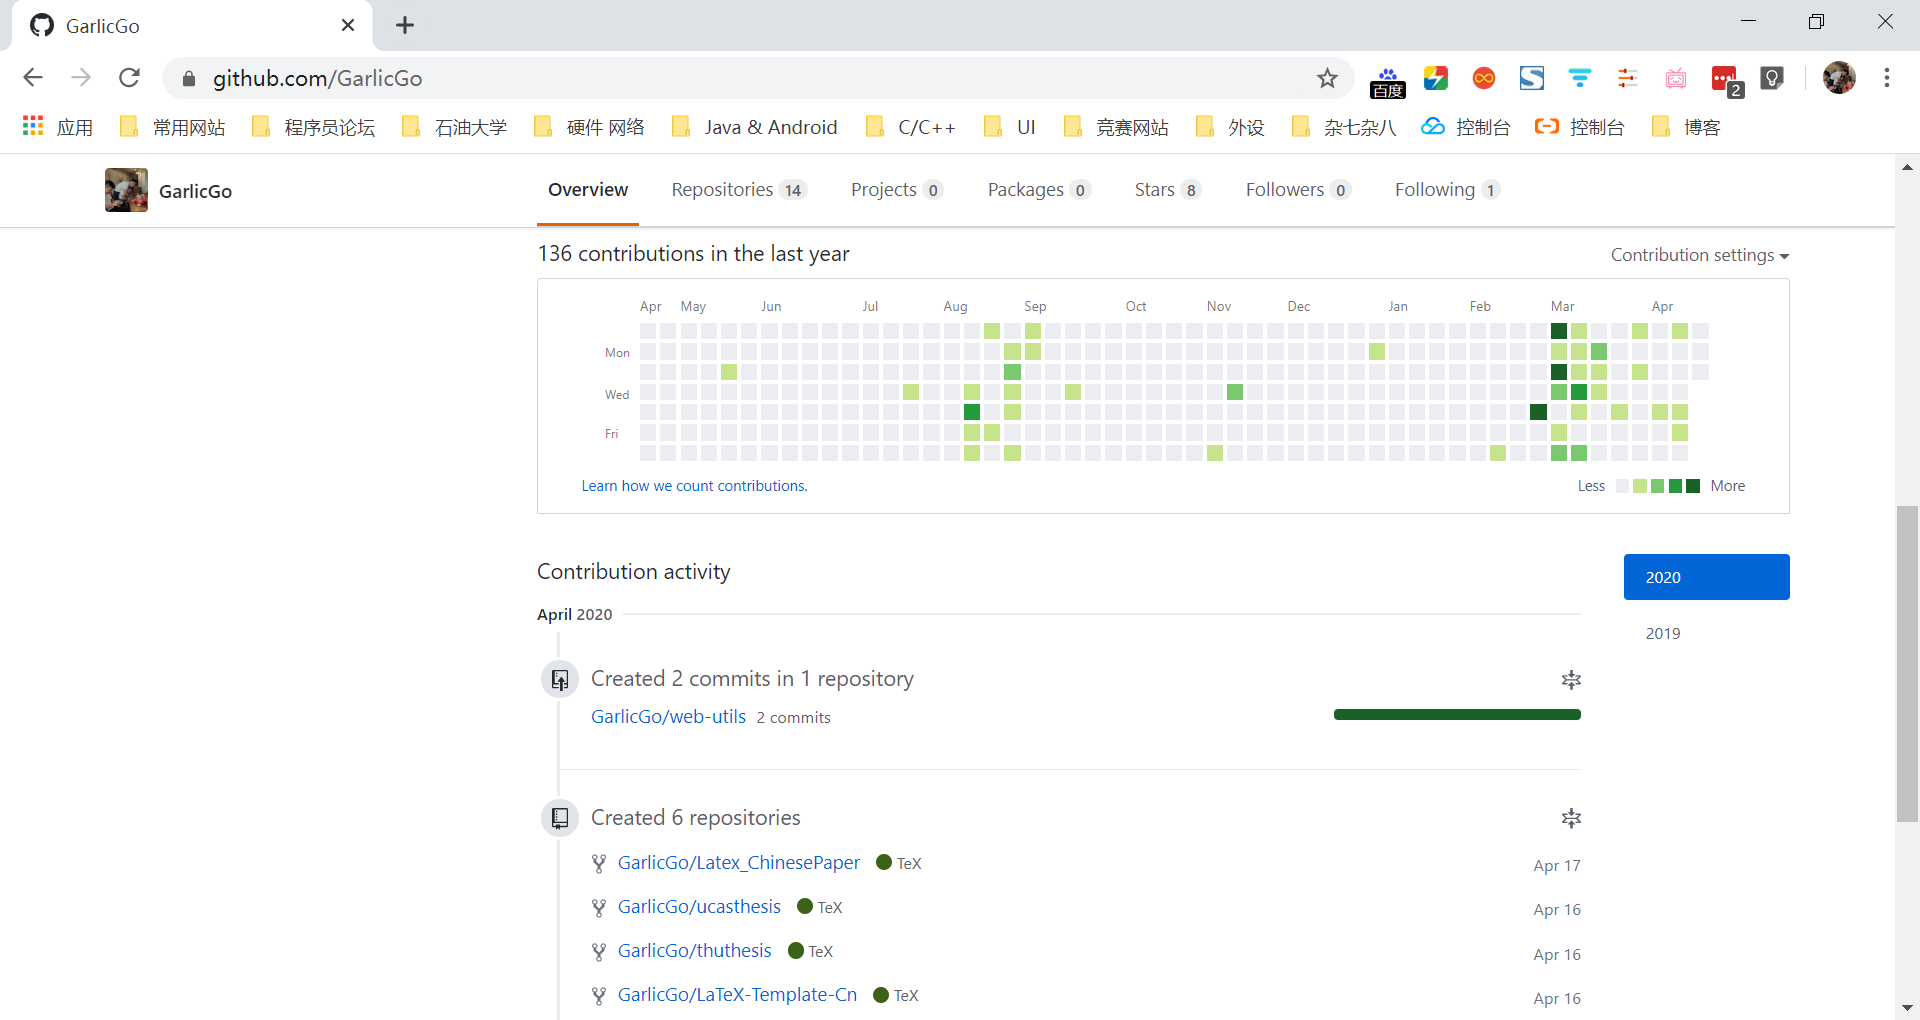 GarlicGo
github.com/GarlicGo
百度
2
应用 常用网站 程序员论坛 石油大学 硬件 网络 Java & Android C/C++ UI 竞赛网站 外设 杂七杂八 控制台 控制台 博客
GarlicGo Overview Repositories 14 Projects 0 Packages 0 Stars 8 Followers 0 Following 1
136 contributions in the last year
Contribution settings
Apr May Jun Jul Aug Sep Oct Nov Dec Jan Feb Mar Apr
Mon
Wed
Fri
Learn how we count contributions.
Less More
Contribution activity
2020
2019
April 2020
Created 2 commits in 1 repository
GarlicGo/web-utils 2 commits
Created 6 repositories
GarlicGo/Latex_ChinesePaper TeX Apr 17
GarlicGo/ucasthesis TeX Apr 16
GarlicGo/thuthesis TeX Apr 16
GarlicGo/LaTeX-Template-Cn TeX Apr 16